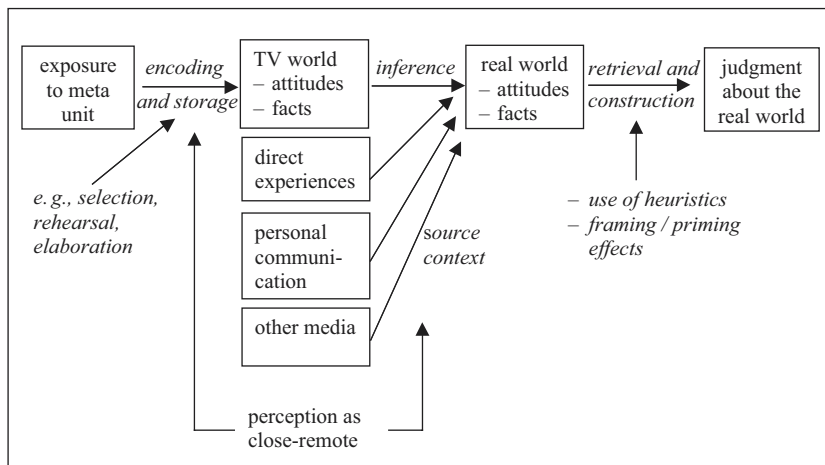 exposure
to meta
unit
encoding
and storage
TV world
– attitudes
– facts
inference
real world
– attitudes
– facts
retrieval and
construction
judgment
about the
real world
direct
experiences
e. g., selection,
rehearsal,
elaboration
personal
communi-
cation
source
context
– use of heuristics
– framing / priming
effects
other media
perception as
close-remote